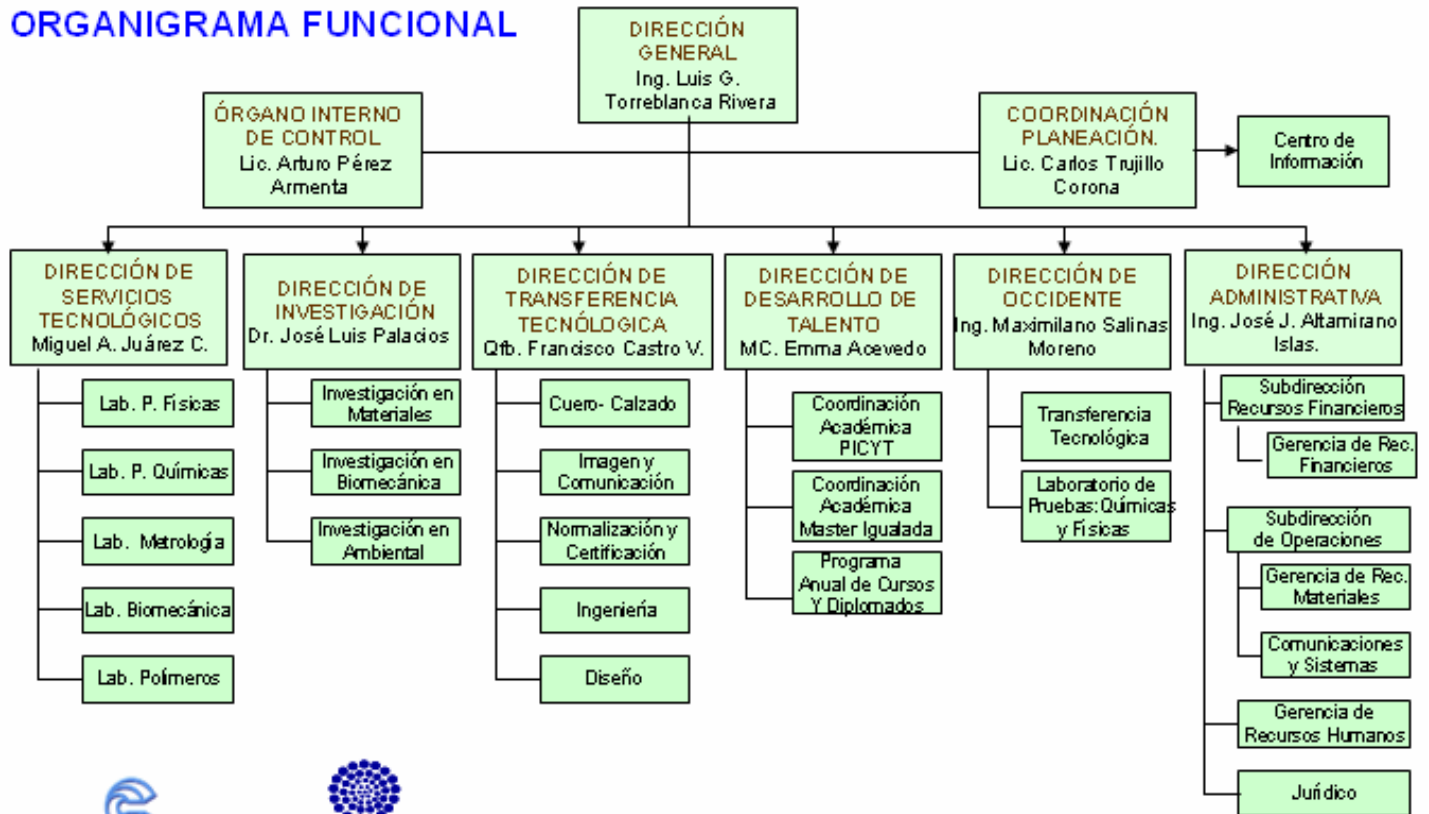 ORGANIGRAMA FUNCIONAL
DIRECCIÓN
GENERAL
Ing. Luis G.
Torreblanca Rivera
ÓRGANO INTERNO
DE CONTROL
Lic. Arturo Pérez
Armenta
COORDINACIÓN
PLANEACIÓN.
Lic. Carlos Trujillo
Corona
Centro de
Información
DIRECCIÓN DE
SERVICIOS
TECNOLÓGICOS
Miguel A. Juárez C.
Lab. P. Físicas
Lab. P. Químicas
Lab. Metrología
Lab. Biomecánica
Lab. Polímeros
DIRECCIÓN DE
INVESTIGACIÓN
Dr. José Luis Palacios
Investigación en
Materiales
Investigación en
Biomecánica
Investigación en
Ambiental
DIRECCIÓN DE
TRANSFERENCIA
TECNÓLOGICA
Qfb. Francisco Castro V.
Cuero- Calzado
Imagen y
Comunicación
Normalización y
Certificación
Ingeniería
Diseño
DIRECCIÓN DE
DESARROLLO DE
TALENTO
MC. Emma Acevedo
Coordinación
Académica
PICYT
Coordinación
Académica
Master Igualada
Programa
Anual de Cursos
Y Diplomados
DIRECCIÓN DE
OCCIDENTE
Ing. Maximilano Salinas
Moreno
Transferencia
Tecnológica
Laboratorio de
Pruebas:Químicas
y Físicas
DIRECCIÓN
ADMINISTRATIVA
Ing. José J. Altamirano
Islas.
Subdirección
Recursos Financieros
Gerencia de Rec.
Financieros
Subdirección
de Operaciones
Gerencia de Rec.
Materiales
Comunicaciones
y Sistemas
Gerencia de
Recursos Humanos
Jurídico